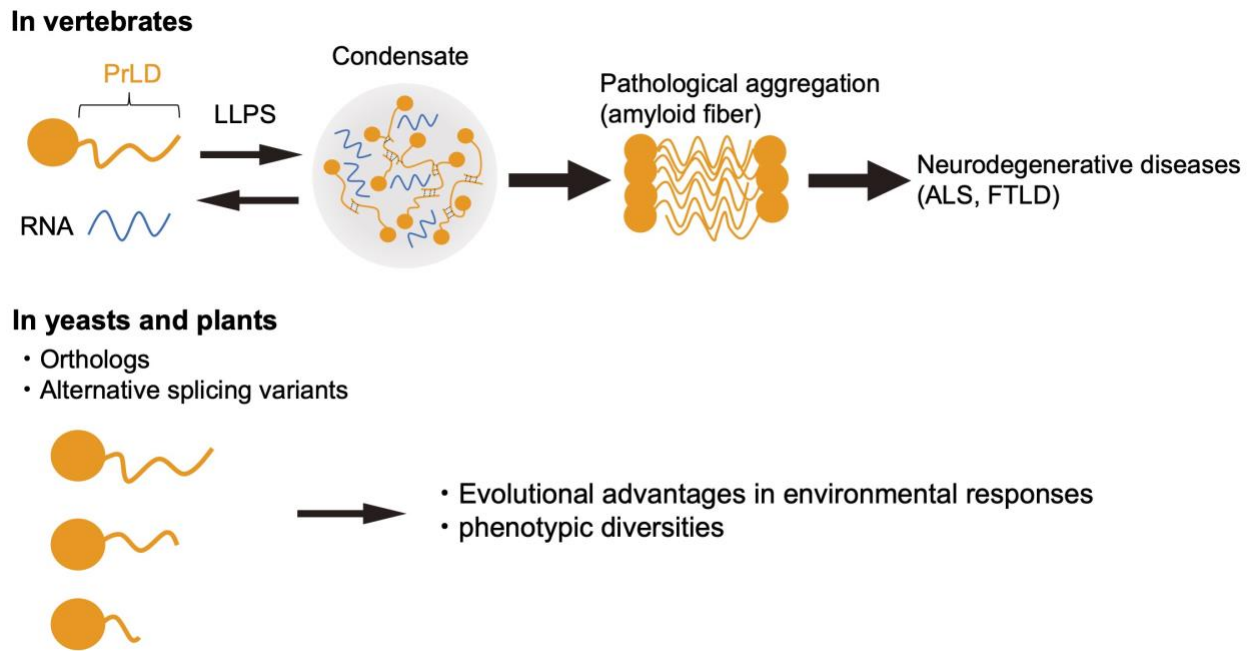 In vertebrates
PrLD
LLPS
RNA
Condensate
Pathological aggregation
(amyloid fiber)
Neurodegenerative diseases
(ALS, FTLD)
In yeasts and plants
・Orthologs
・Alternative splicing variants
・Evolutional advantages in environmental responses
・phenotypic diversities